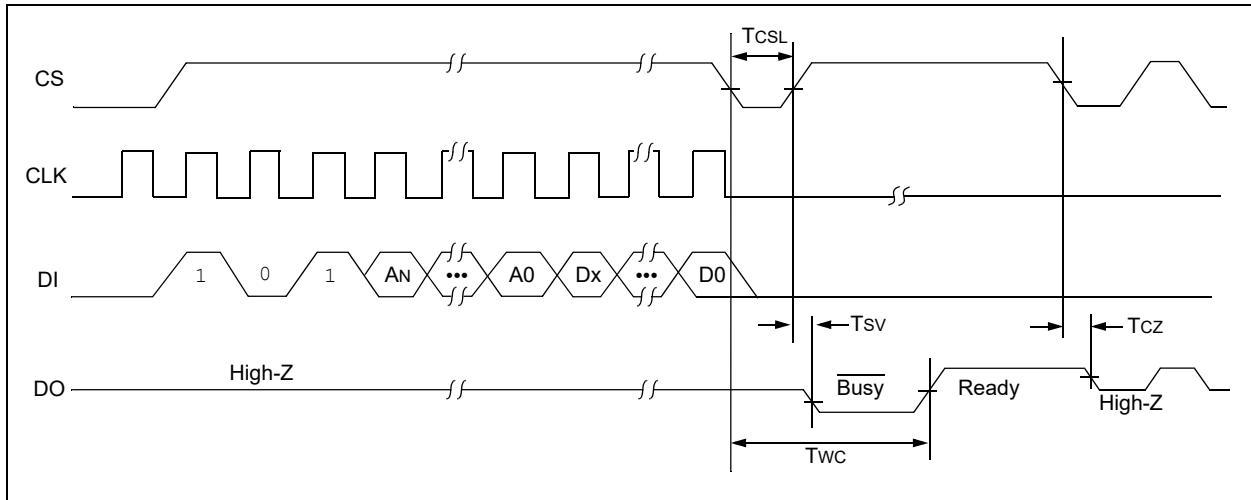 TCSL
CS
CLK
DI 1 0 1 AN ••• A0 Dx ••• D0
TSV TCZ
High-Z Busy Ready High-Z
DO
TWC